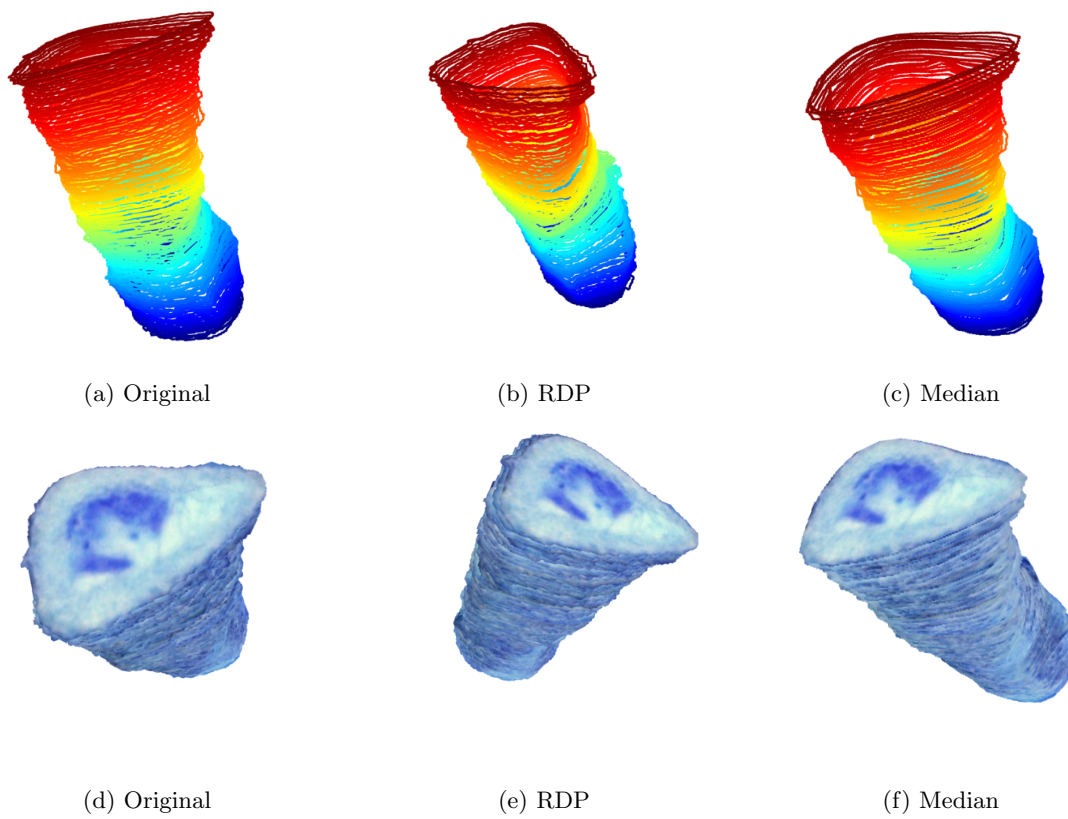 (a) Original
(b) RDP
(c) Median
(d) Original
(e) RDP
(f) Median